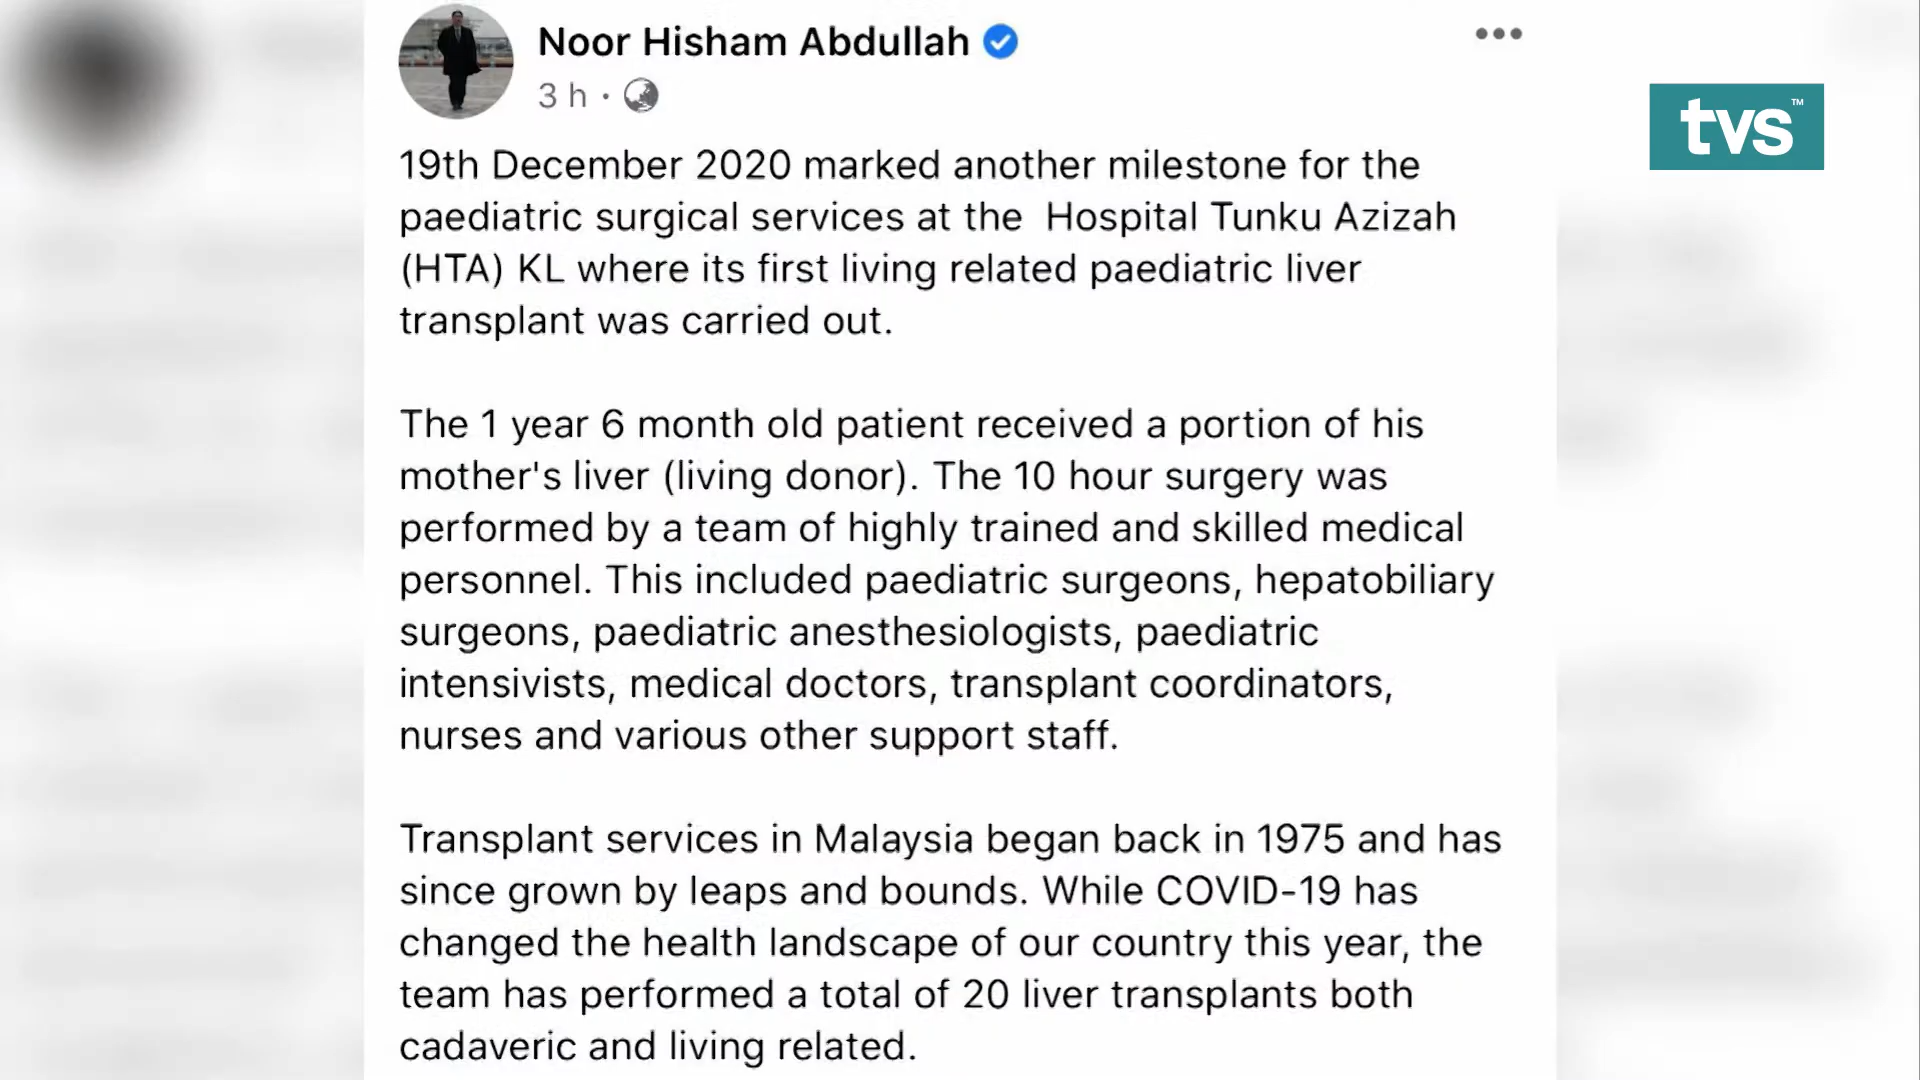 Noor Hisham Abdullah
3 h ·
tvs™
19th December 2020 marked another milestone for the
paediatric surgical services at the  Hospital Tunku Azizah
(HTA) KL where its first living related paediatric liver
transplant was carried out.
The 1 year 6 month old patient received a portion of his
mother's liver (living donor). The 10 hour surgery was
performed by a team of highly trained and skilled medical
personnel. This included paediatric surgeons, hepatobiliary
surgeons, paediatric anesthesiologists, paediatric
intensivists, medical doctors, transplant coordinators,
nurses and various other support staff.
Transplant services in Malaysia began back in 1975 and has
since grown by leaps and bounds. While COVID-19 has
changed the health landscape of our country this year, the
team has performed a total of 20 liver transplants both
cadaveric and living related.